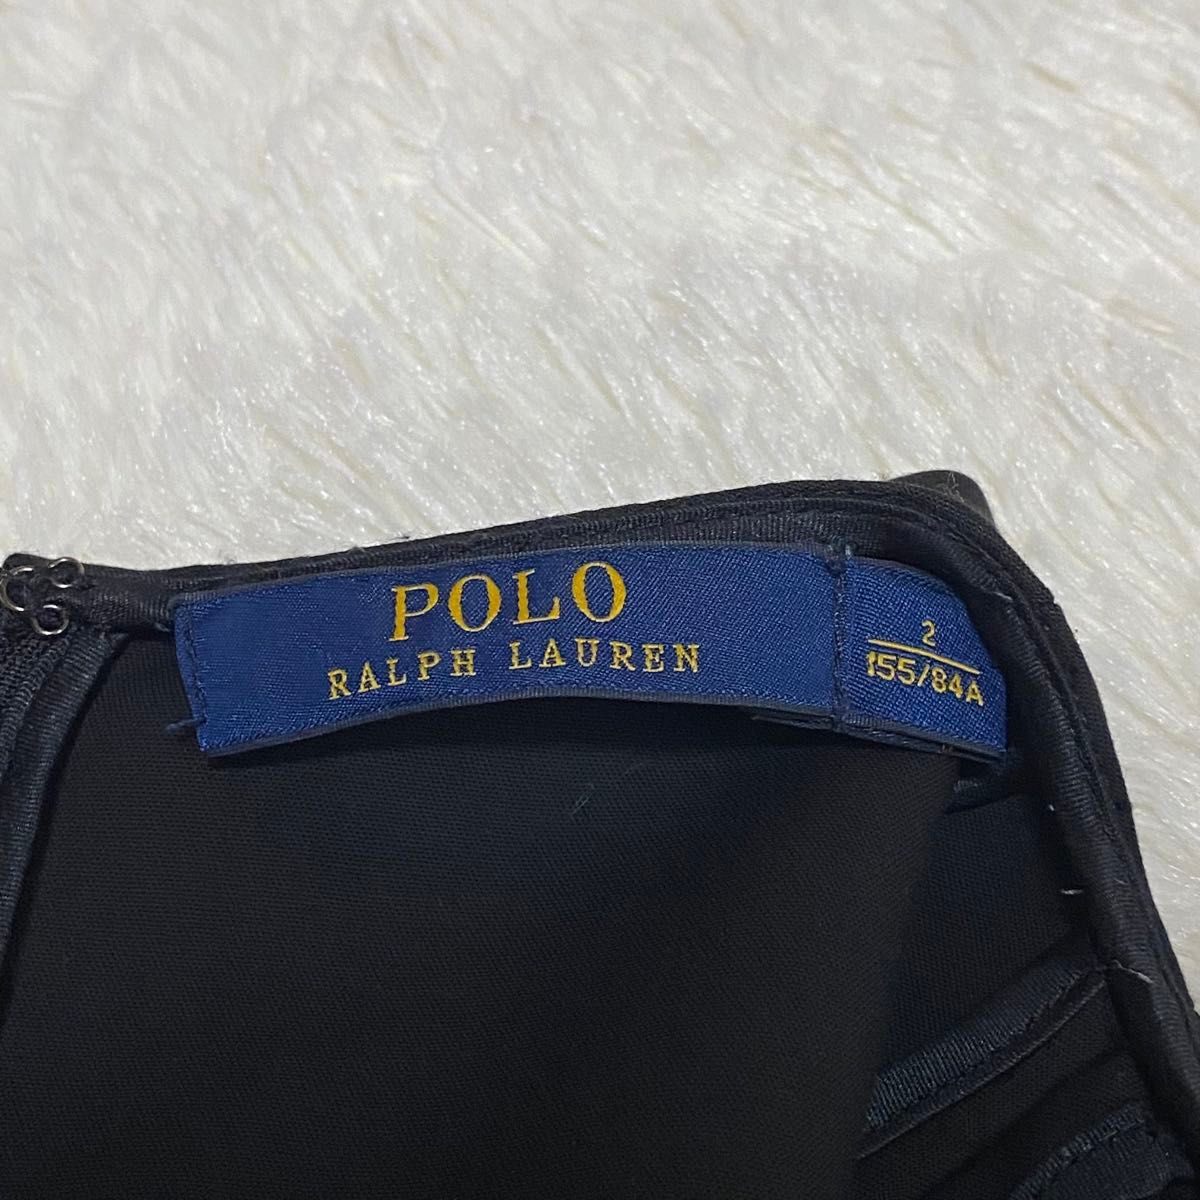 POLO
RALPH LAUREN
2
155/84A